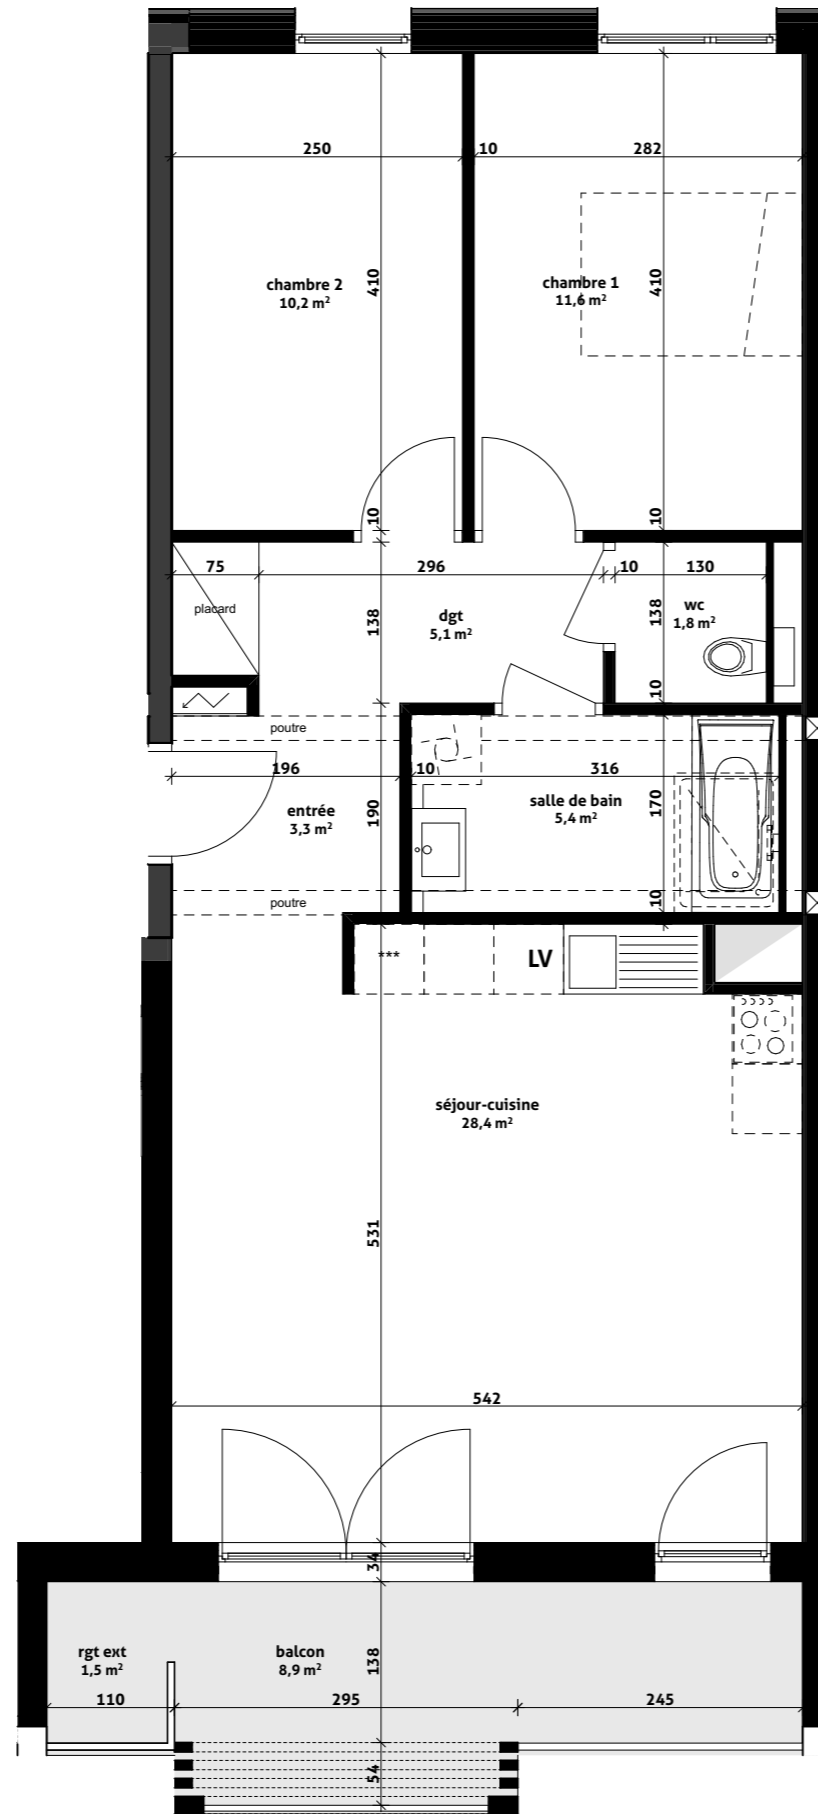 250
10
282
chambre 2
10,2 m²
410
chambre 1
11,6 m²
410
10
10
75
296
10
130
placard
138
dgt
5,1 m²
138
wc
1,8 m²
10
poutre
196
10
316
entrée
3,3 m²
190
salle de bain
5,4 m²
170
10
poutre
***
LV
séjour-cuisine
28,4 m²
531
542
34
rgt ext
1,5 m²
balcon
8,9 m²
138
110
295
245
54